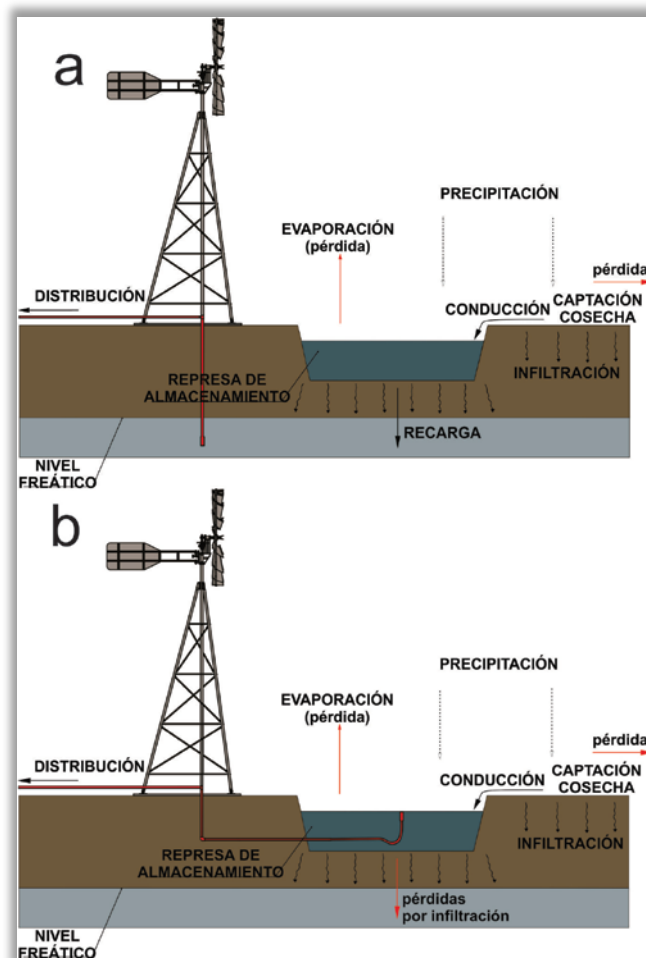 a
PRECIPITACIÓN
EVAPORACIÓN
(pérdida)
pérdida
DISTRIBUCIÓN
CONDUCCIÓN
CAPTACIÓN
COSECHA
REPRESA DE
ALMACENAMIENTO
INFILTRACIÓN
RECARGA
NIVEL
FREÁTICO
b
PRECIPITACIÓN
EVAPORACIÓN
(pérdida)
pérdida
DISTRIBUCIÓN
CONDUCCIÓN
CAPTACIÓN
COSECHA
REPRESA DE
ALMACENAMIENTO
INFILTRACIÓN
pérdidas
por infiltración
NIVEL
FREÁTICO